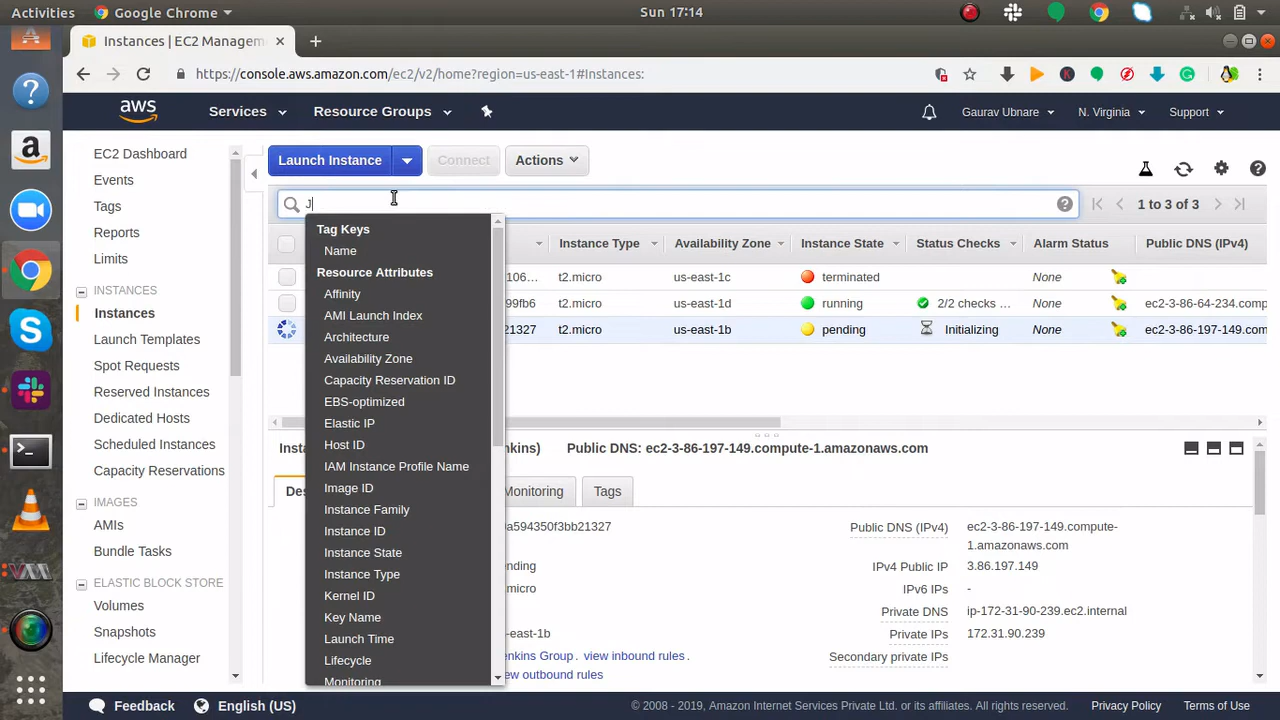 Activities
Google Chrome
Sun 17:14
Instances | EC2 Managem
https://console.aws.amazon.com/ec2/v2/home?region=us-east-1#Instances:
aws
Services
Resource Groups
Gaurav Ubnare
N. Virginia
Support
EC2 Dashboard
Events
Tags
Reports
Limits
INSTANCES
Instances
Launch Templates
Spot Requests
Reserved Instances
Dedicated Hosts
Scheduled Instances
Capacity Reservations
IMAGES
AMIs
Bundle Tasks
ELASTIC BLOCK STORE
Volumes
Snapshots
Lifecycle Manager
Launch Instance
Connect
Actions
J
1 to 3 of 3
Tag Keys
Name
Resource Attributes
Affinity
AMI Launch Index
Architecture
Availability Zone
Capacity Reservation ID
EBS-optimized
Elastic IP
Host ID
IAM Instance Profile Name
Image ID
Instance Family
Instance ID
Instance State
Instance Type
Kernel ID
Key Name
Launch Time
Lifecycle
Monitoring
Instance Type Availability Zone Instance State Status Checks Alarm Status Public DNS (IPv4)
106... t2.micro us-east-1c terminated None
99fb6 t2.micro us-east-1d running 2/2 checks ... None ec2-3-86-64-234.comp
21327 t2.micro us-east-1b pending Initializing None ec2-3-86-197-149.com
Insta
nkins) Public DNS: ec2-3-86-197-149.compute-1.amazonaws.com
Des
Monitoring
Tags
a594350f3bb21327
ending
micro
-east-1b
enkins Group . view inbound rules .
ew outbound rules
Public DNS (IPv4) ec2-3-86-197-149.compute-
1.amazonaws.com
IPv4 Public IP 3.86.197.149
IPv6 IPs -
Private DNS ip-172-31-90-239.ec2.internal
Private IPs 172.31.90.239
Secondary private IPs
Feedback
English (US)
© 2008 - 2019, Amazon Internet Services Private Ltd. or its affiliates. All rights reserved.
Privacy Policy
Terms of Use